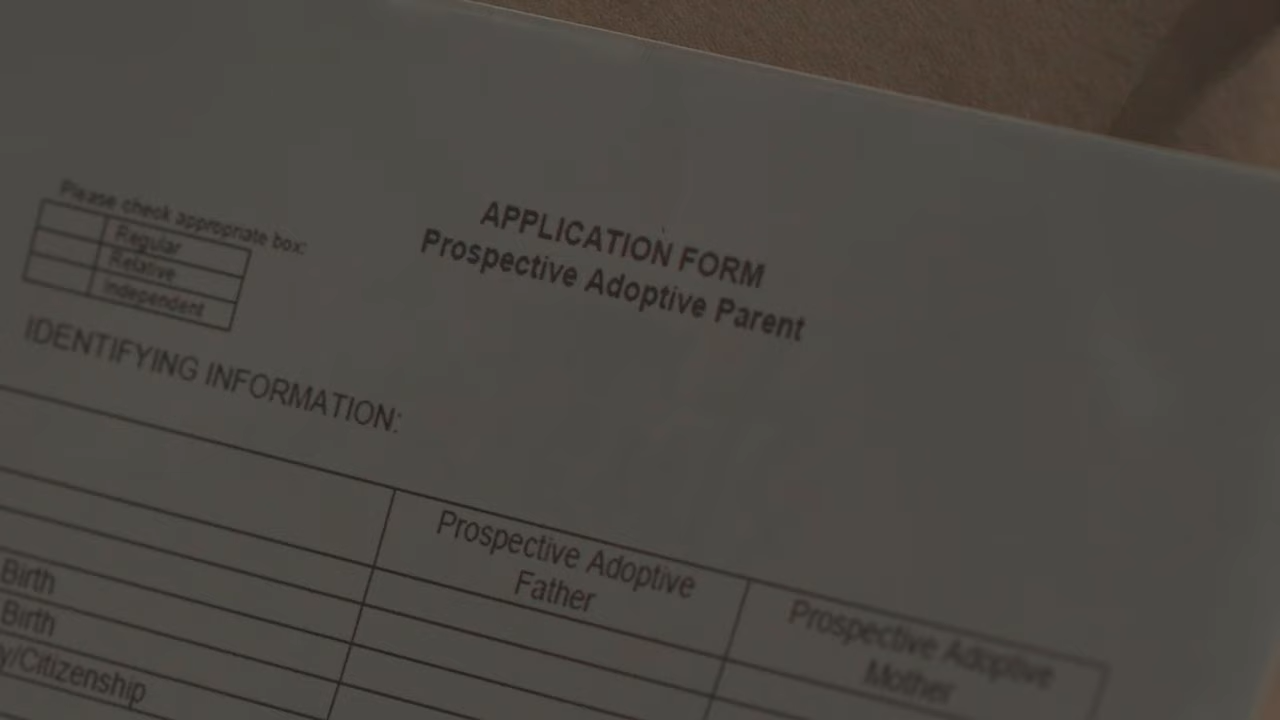 Please check appropriate box:
Regular
Relative
Independent
APPLICATION FORM
Prospective Adoptive Parent
IDENTIFYING INFORMATION:
Prospective Adoptive
Father
Prospective Adoptive
Mother
Birth
Birth
y/Citizenship